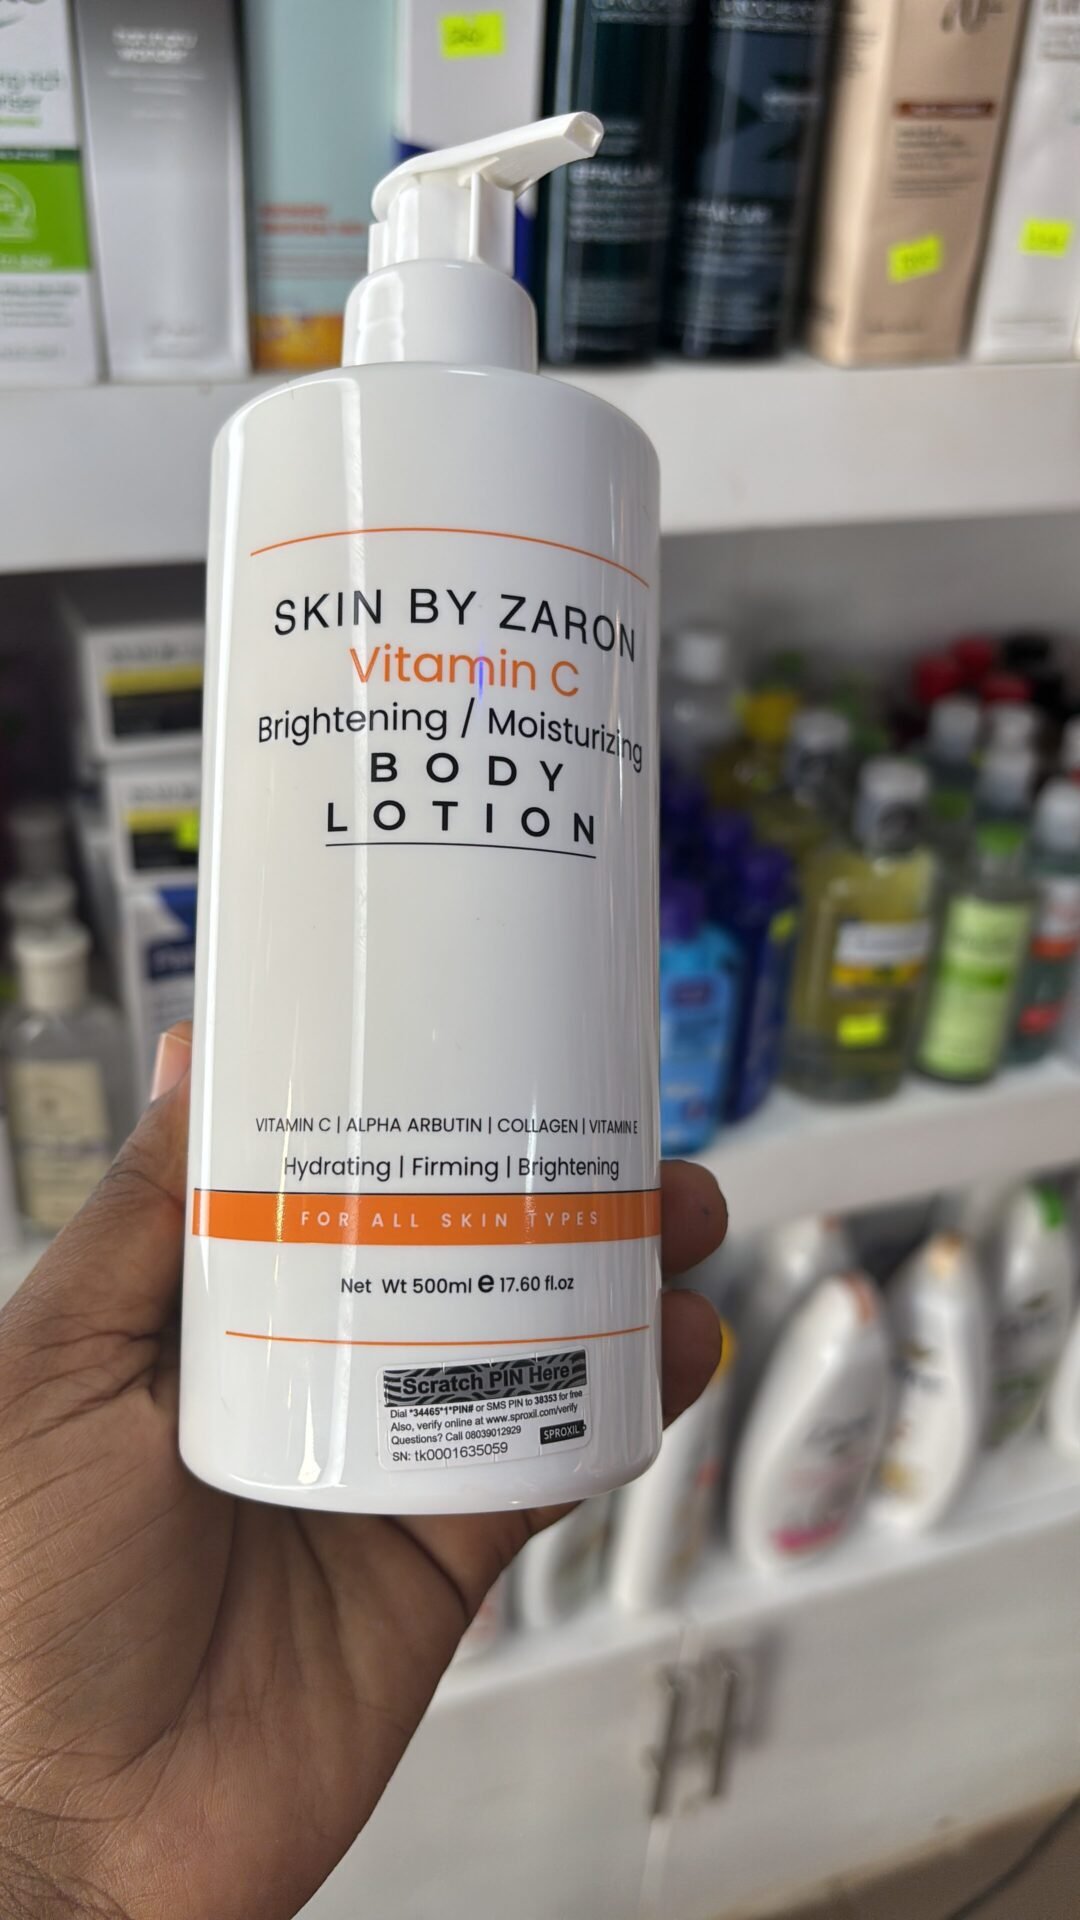 SKIN BY ZARON
Vitamin C
Brightening / Moisturizing
BODY
LOTION
VITAMIN C | ALPHA ARBUTIN | COLLAGEN | VITAMIN E
Hydrating | Firming | Brightening
FOR ALL SKIN TYPES
Net Wt 500ml e 17.60 fl.oz
Scratch PIN Here
Dial *34465*1*PIN# or SMS PIN to 38353 for free
Also, verify online at www.sproxil.com/verify
Questions? Call 08039012929
SPROXIL
SN: tk0001635059